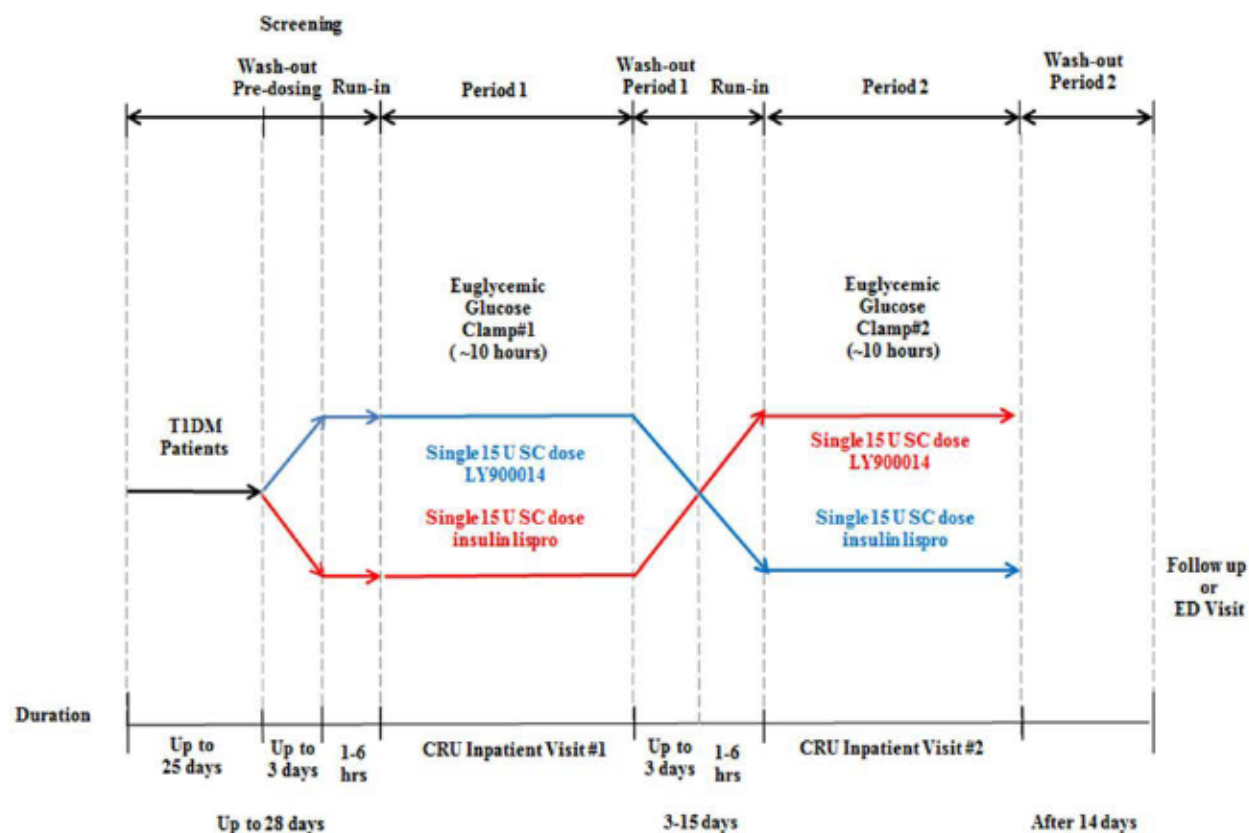 Screening
Wash-out
Pre-dosing
Run-in
Period 1
Wash-out
Period 1
Run-in
Period 2
Wash-out
Period 2
Euglycemic
Glucose
Clamp#1
( ~10 hours)
Euglycemic
Glucose
Clamp#2
(~10 hours)
T1DM
Patients
Single 15 U SC dose
LY900014
Single 15 U SC dose
insulin lispro
Single 15 U SC dose
LY900014
Single 15 U SC dose
insulin lispro
Follow up
or
ED Visit
Duration
Up to
25 days
Up to
3 days
1-6
hrs
CRU Inpatient Visit #1
Up to
3 days
1-6
hrs
CRU Inpatient Visit #2
Up to 28 days
3-15 days
After 14 days